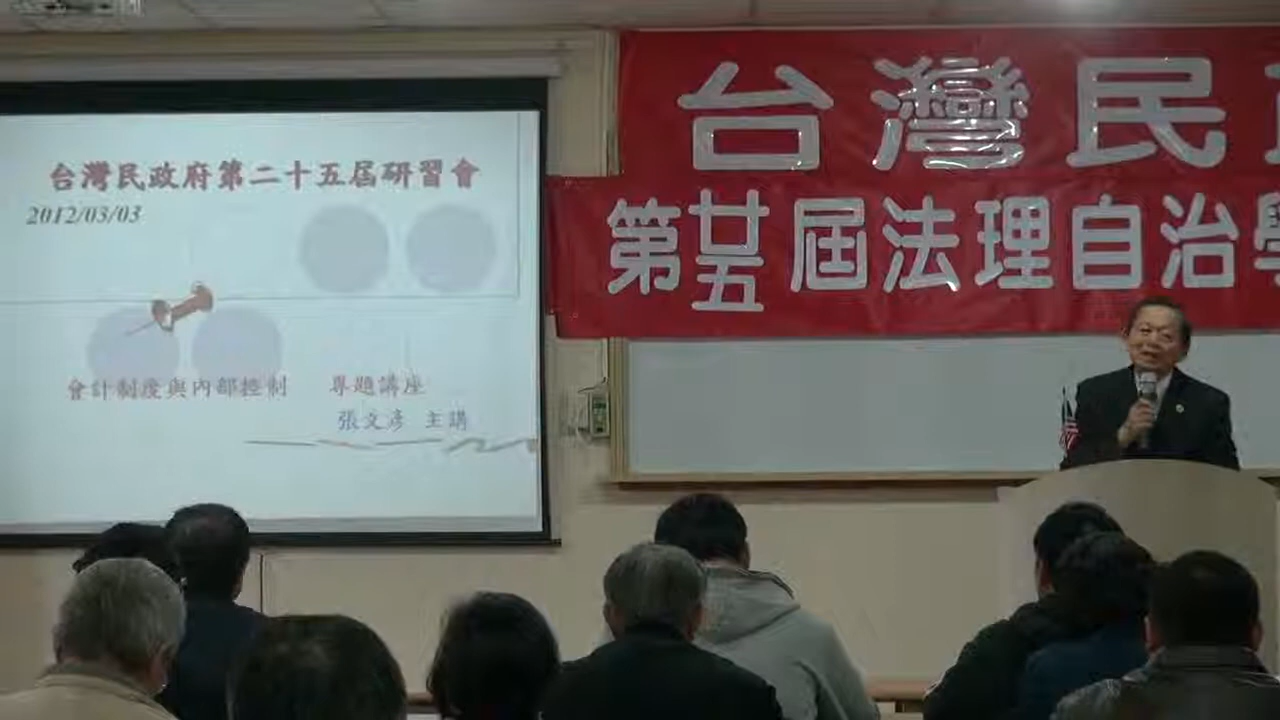 台灣民政府第二十五屆研習會
2012/03/03
會計制度與內部控制 專題講座
張文彥 主講
台灣民政
第廿五屆法理自治學